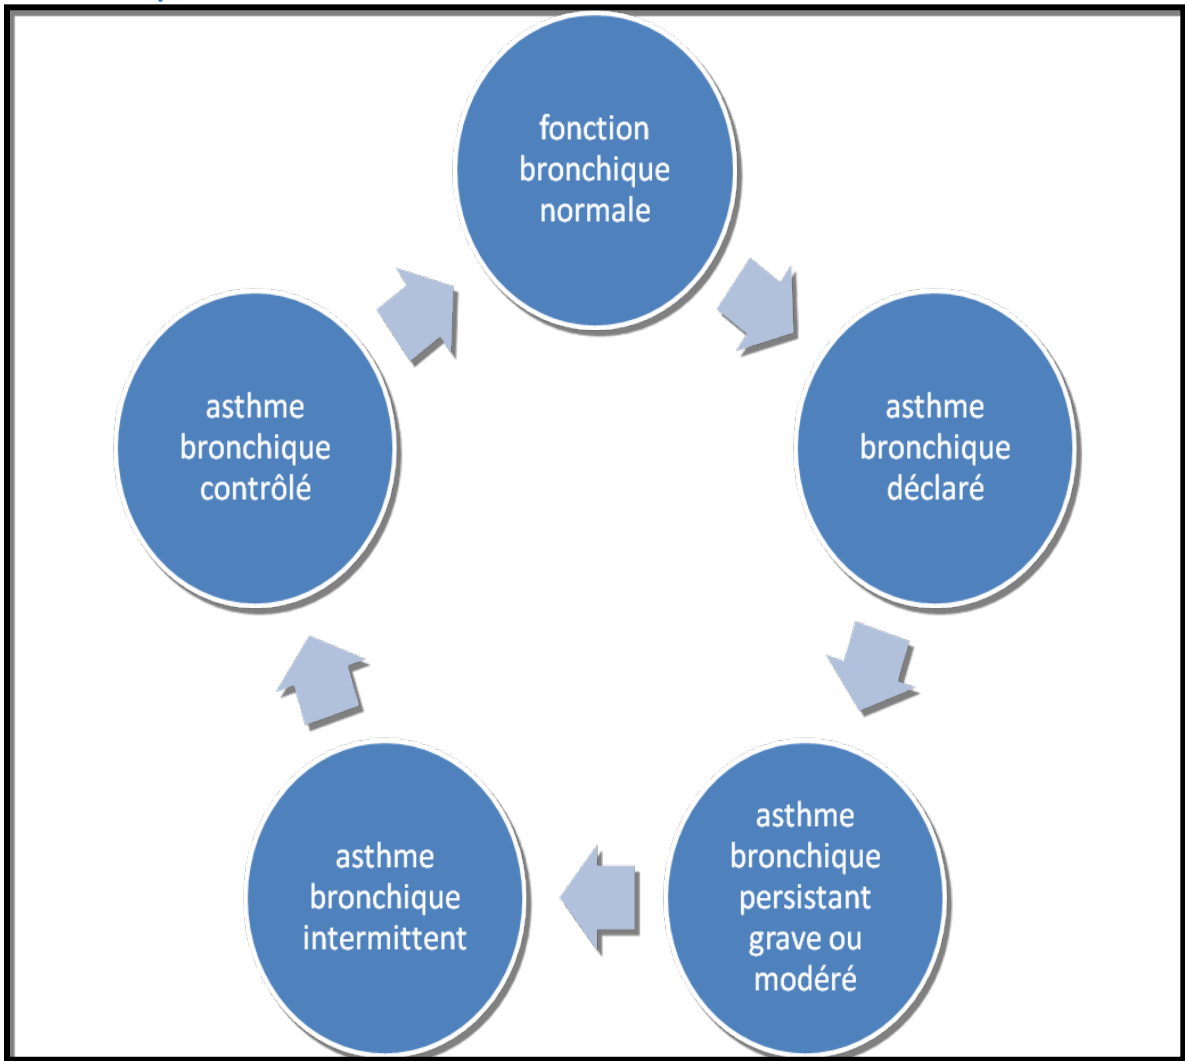 fonction
bronchique
normale
asthme
bronchique
déclaré
asthme
bronchique
persistant
grave ou
modéré
asthme
bronchique
intermittent
asthme
bronchique
contrôlé